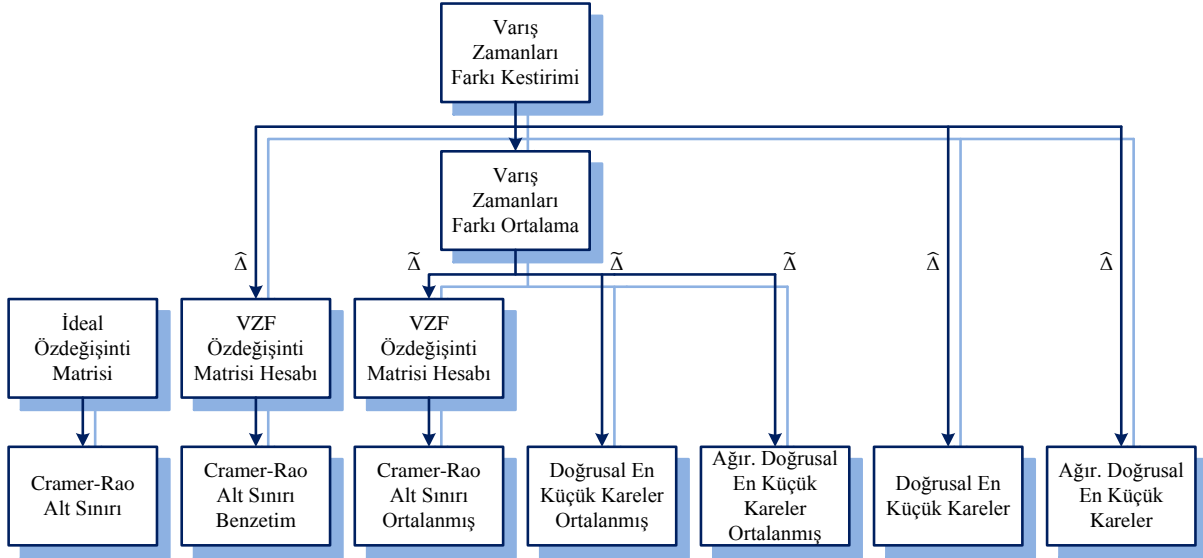 Varış
Zamanları
Farkı Kestirimi
Varış
Zamanları
Farkı Ortalama
Δ̂
Δ̃
Δ̃
Δ̃
Δ̂
Δ̂
İdeal
Özdeğişinti
Matrisi
VZF
Özdeğişinti
Matrisi Hesabı
VZF
Özdeğişinti
Matrisi Hesabı
Cramer-Rao
Alt Sınırı
Cramer-Rao
Alt Sınırı
Benzetim
Cramer-Rao
Alt Sınırı
Ortalanmış
Doğrusal En
Küçük Kareler
Ortalanmış
Ağır. Doğrusal
En Küçük
Kareler
Ortalanmış
Doğrusal En
Küçük Kareler
Ağır. Doğrusal
En Küçük
Kareler